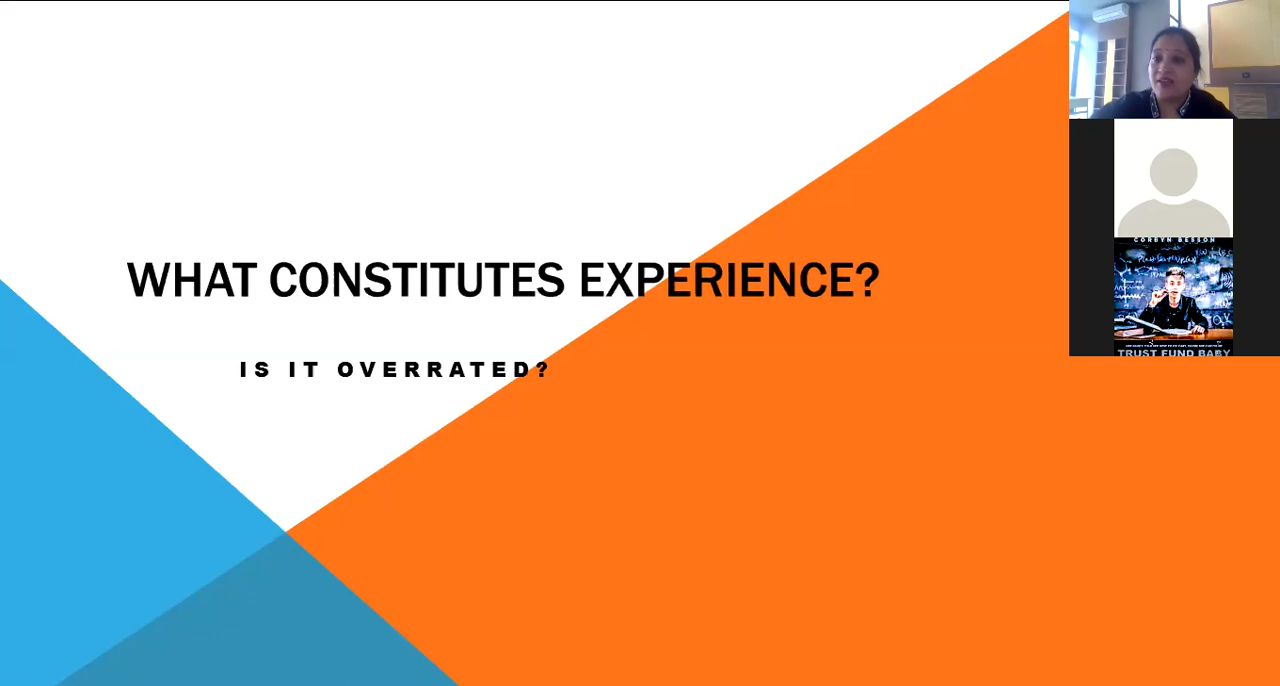 WHAT CONSTITUTES EXPERIENCE?
IS IT OVERRATED?
CORBYN BESSON
TRUST FUND BABY